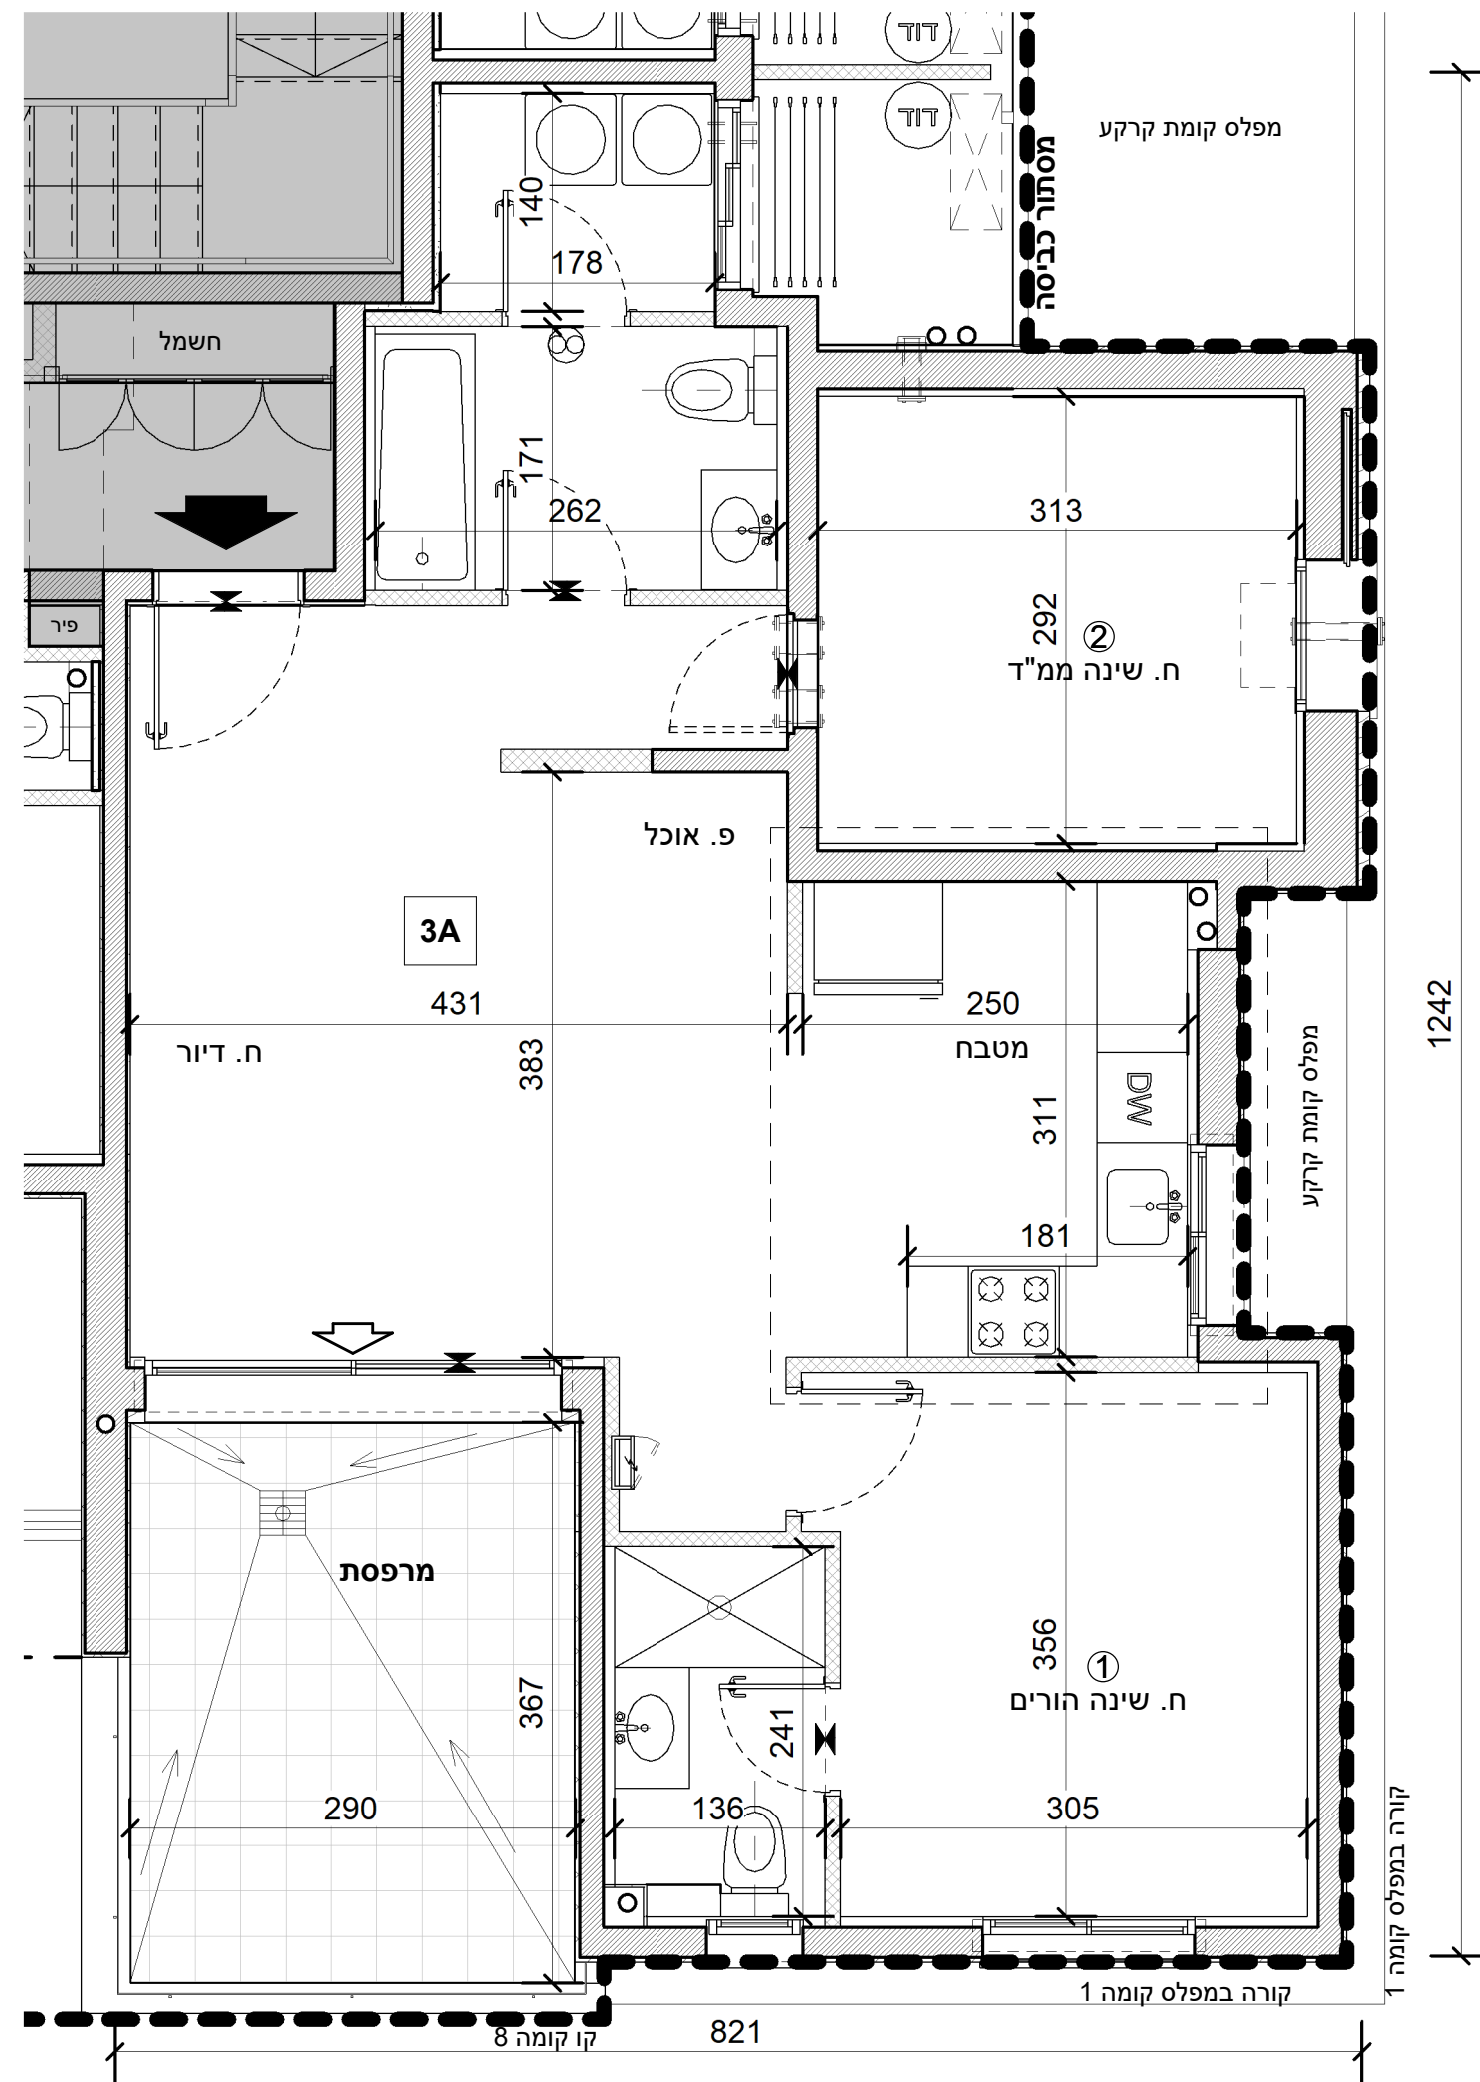 דוד
דוד
מפלס קומת קרקע
מסתור כביסה
140
178
חשמל
171
262
313
292
2
ח. שינה ממ"ד
פיר
פ. אוכל
3A
431
250
ח. דיור
מטבח
383
DW
311
מפלס קומת קרקע
1242
181
מרפסת
356
1
ח. שינה הורים
367
241
290
136
305
קורה במפלס קומה 1
קורה במפלס קומה 1
קו קומה 8
821